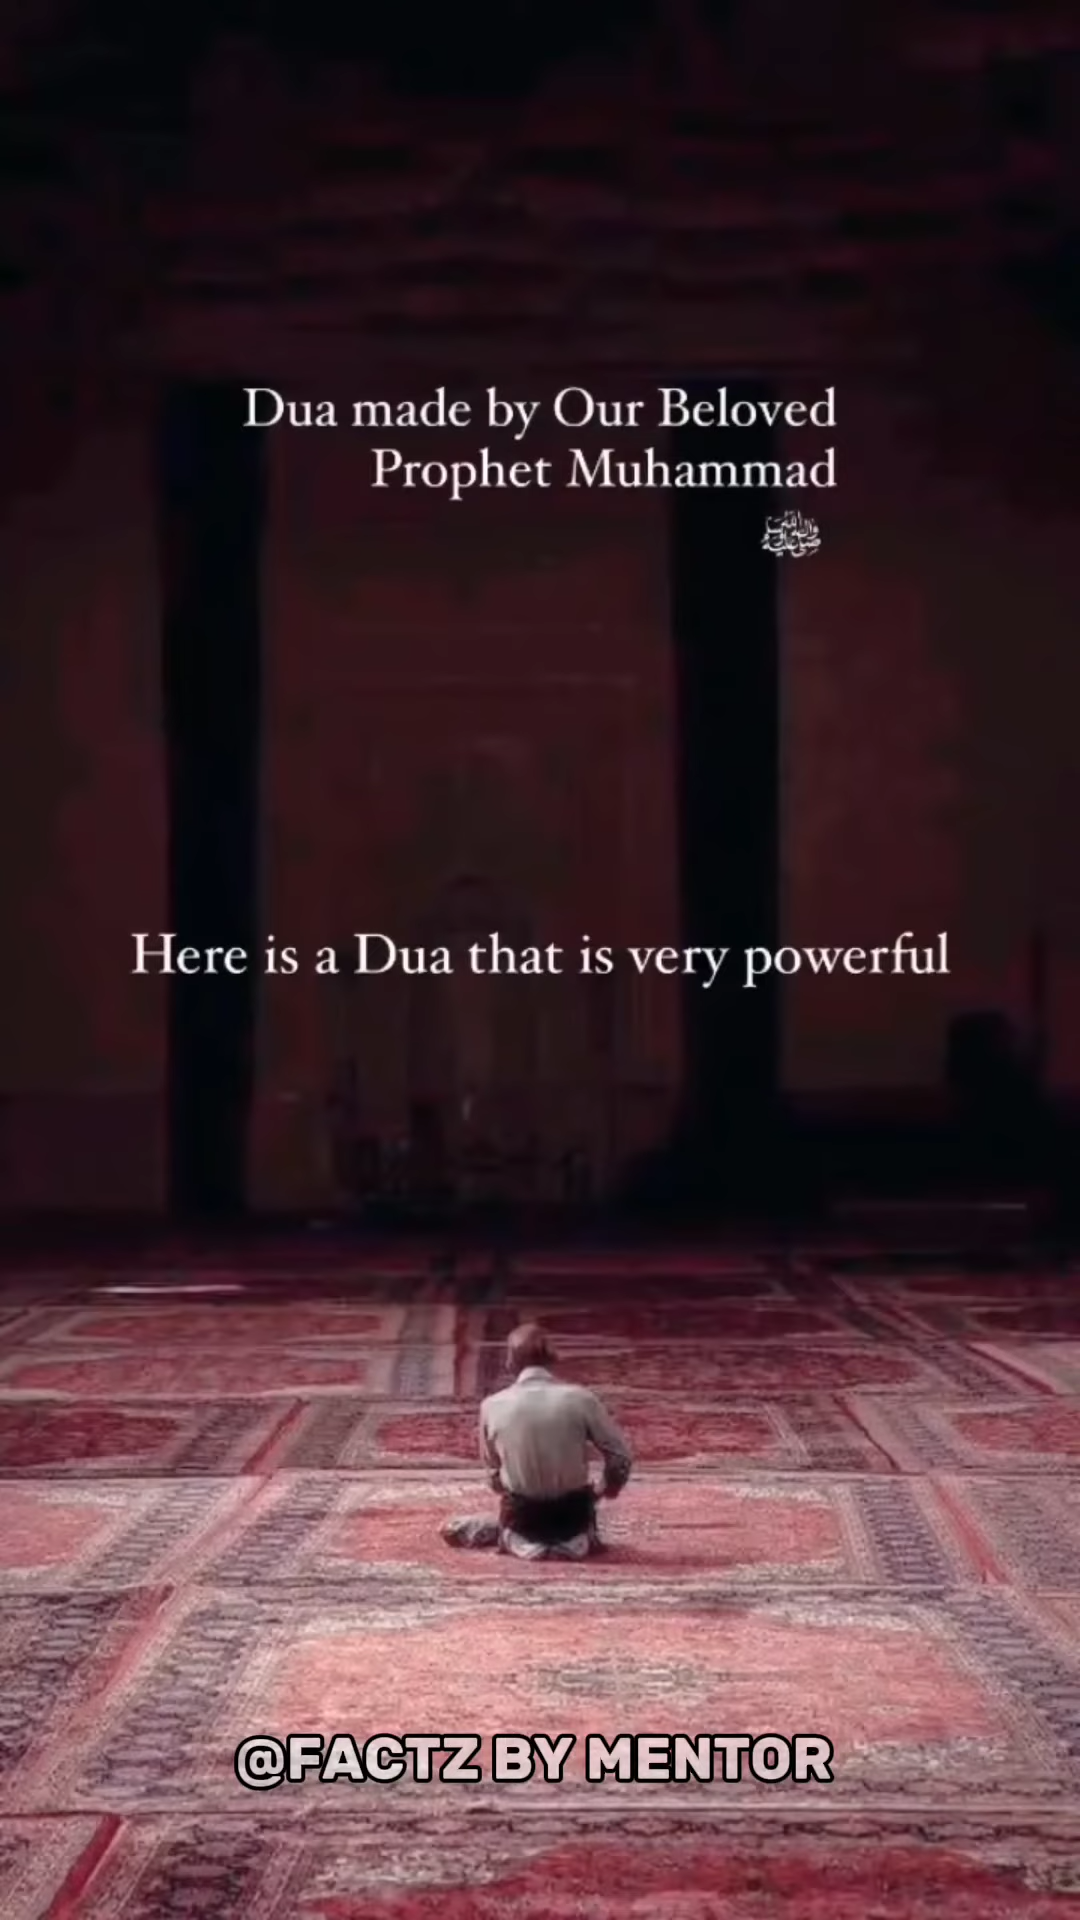 Dua made by Our Beloved
Prophet Muhammad
ﷺ
Here is a Dua that is very powerful
@FACTZ BY MENTOR